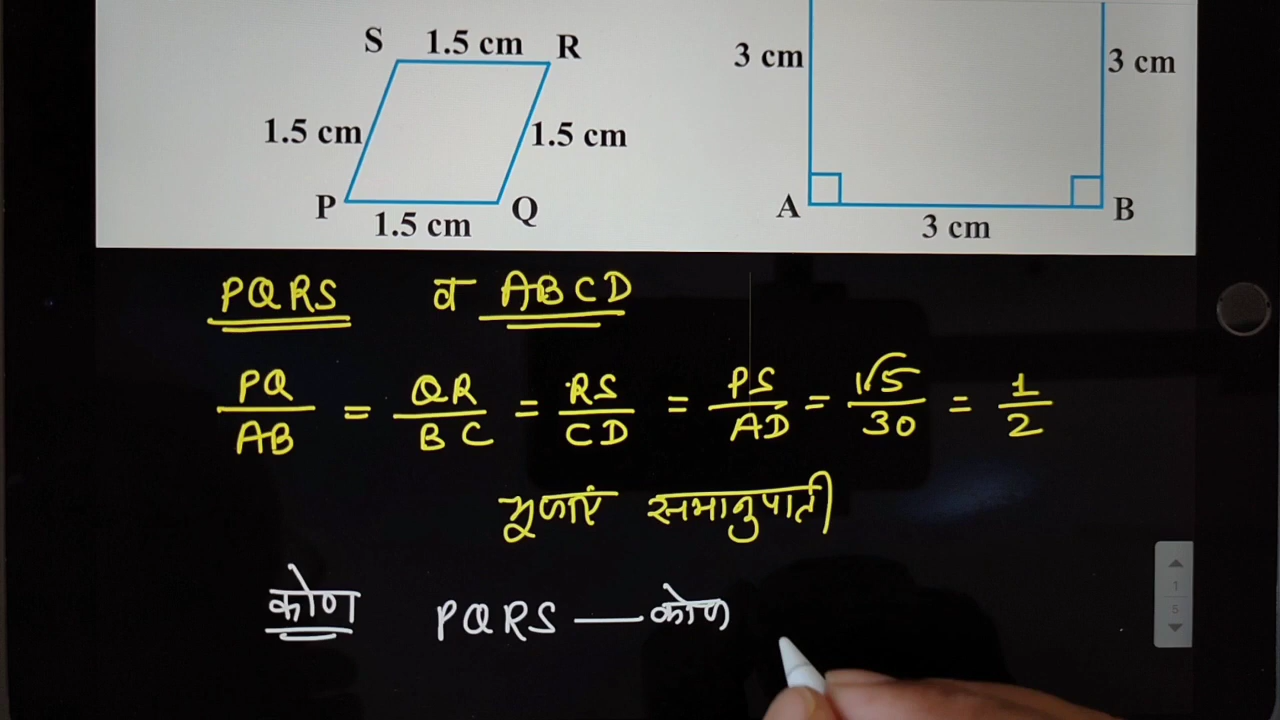 S 1.5 cm R
3 cm 3 cm
1.5 cm 1.5 cm
P Q A B
1.5 cm 3 cm
PQRS व ABCD
PQ/AB = QR/BC = RS/CD = PS/AD = 15/30 = 1/2
भूजाएं समानुपाती
कोण PQRS — कोण
1
5